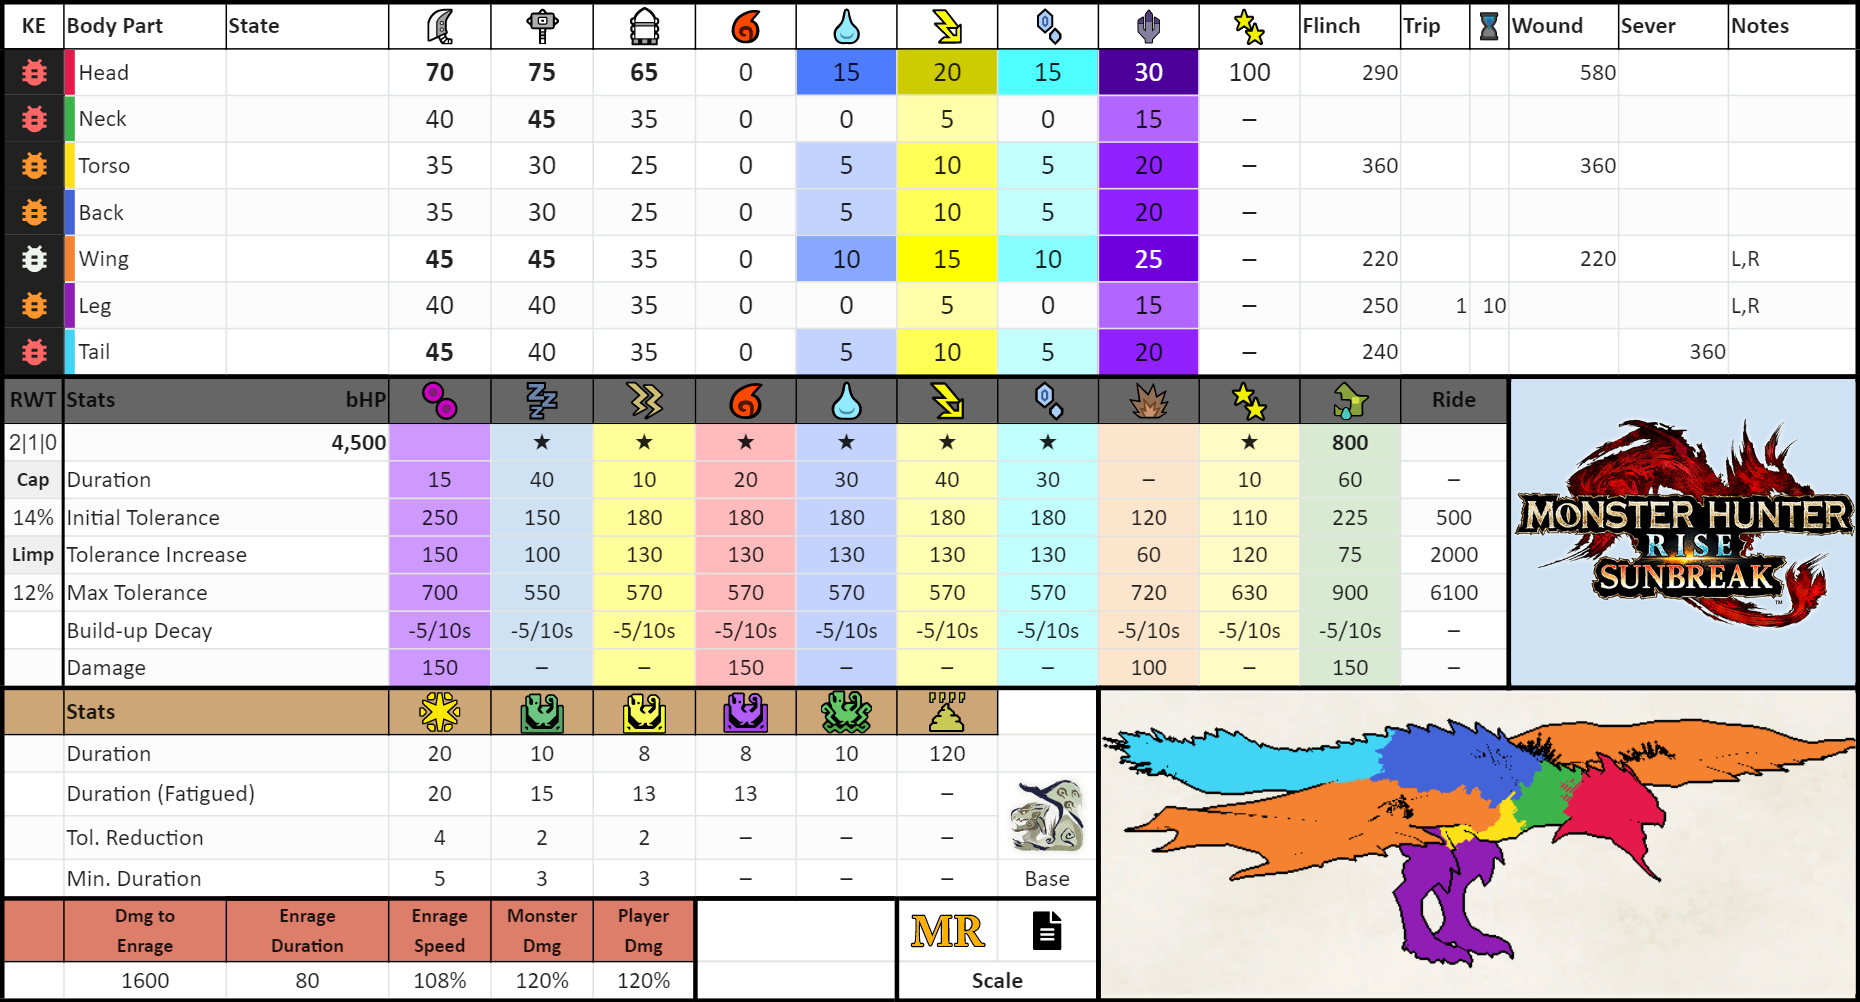 KE Body Part State Flinch Trip Wound Sever Notes
Head 70 75 65 0 15 20 15 30 100 290 580
Neck 40 45 35 0 0 5 0 15 –
Torso 35 30 25 0 5 10 5 20 – 360 360
Back 35 30 25 0 5 10 5 20 –
Wing 45 45 35 0 10 15 10 25 – 220 220 L,R
Leg 40 40 35 0 0 5 0 15 – 250 1 10 L,R
Tail 45 40 35 0 5 10 5 20 – 240 360
RWT Stats bHP Ride
2|1|0 4,500 ★ ★ ★ ★ ★ ★ ★ 800
Cap Duration 15 40 10 20 30 40 30 – 10 60 –
14% Initial Tolerance 250 150 180 180 180 180 180 120 110 225 500
Limp Tolerance Increase 150 100 130 130 130 130 130 60 120 75 2000
12% Max Tolerance 700 550 570 570 570 570 570 720 630 900 6100
Build-up Decay -5/10s -5/10s -5/10s -5/10s -5/10s -5/10s -5/10s -5/10s -5/10s -5/10s –
Damage 150 – – 150 – – – 100 – 150 –
MONSTER HUNTER
RISE
SUNBREAK™
Stats
Duration 20 10 8 8 10 120
Duration (Fatigued) 20 15 13 13 10 –
Tol. Reduction 4 2 2 – – –
Min. Duration 5 3 3 – – – Base
Dmg to Enrage Enrage Monster Player
Enrage Duration Speed Dmg Dmg
MR
1600 80 108% 120% 120% Scale